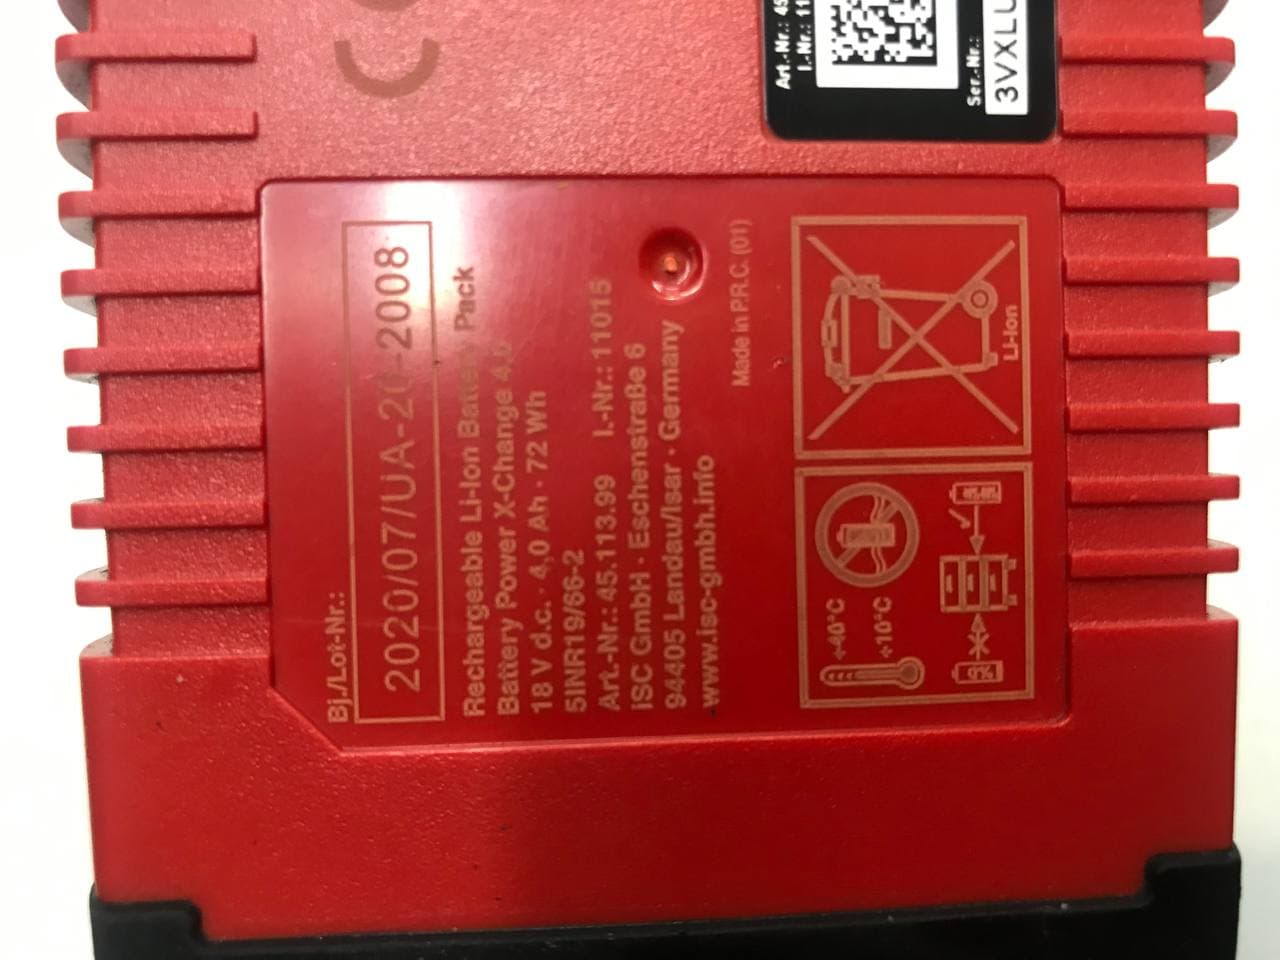 Art.-Nr.: 45
I.-Nr.: 11
Ser.-Nr.:
3VXLU
Bj./Lot-Nr.:
2020/07/UA-20-2008
Rechargeable Li-Ion Battery Pack
Battery Power X-Change 4,0
18 V d.c. · 4,0 Ah · 72 Wh
5INR19/66-2
Art.-Nr.: 45.113.99 I.-Nr.: 11015
iSC GmbH · Eschenstraße 6
94405 Landau/Isar · Germany
www.isc-gmbh.info
Made in P.R.C. (01)
Li-Ion
+40°C
+10°C